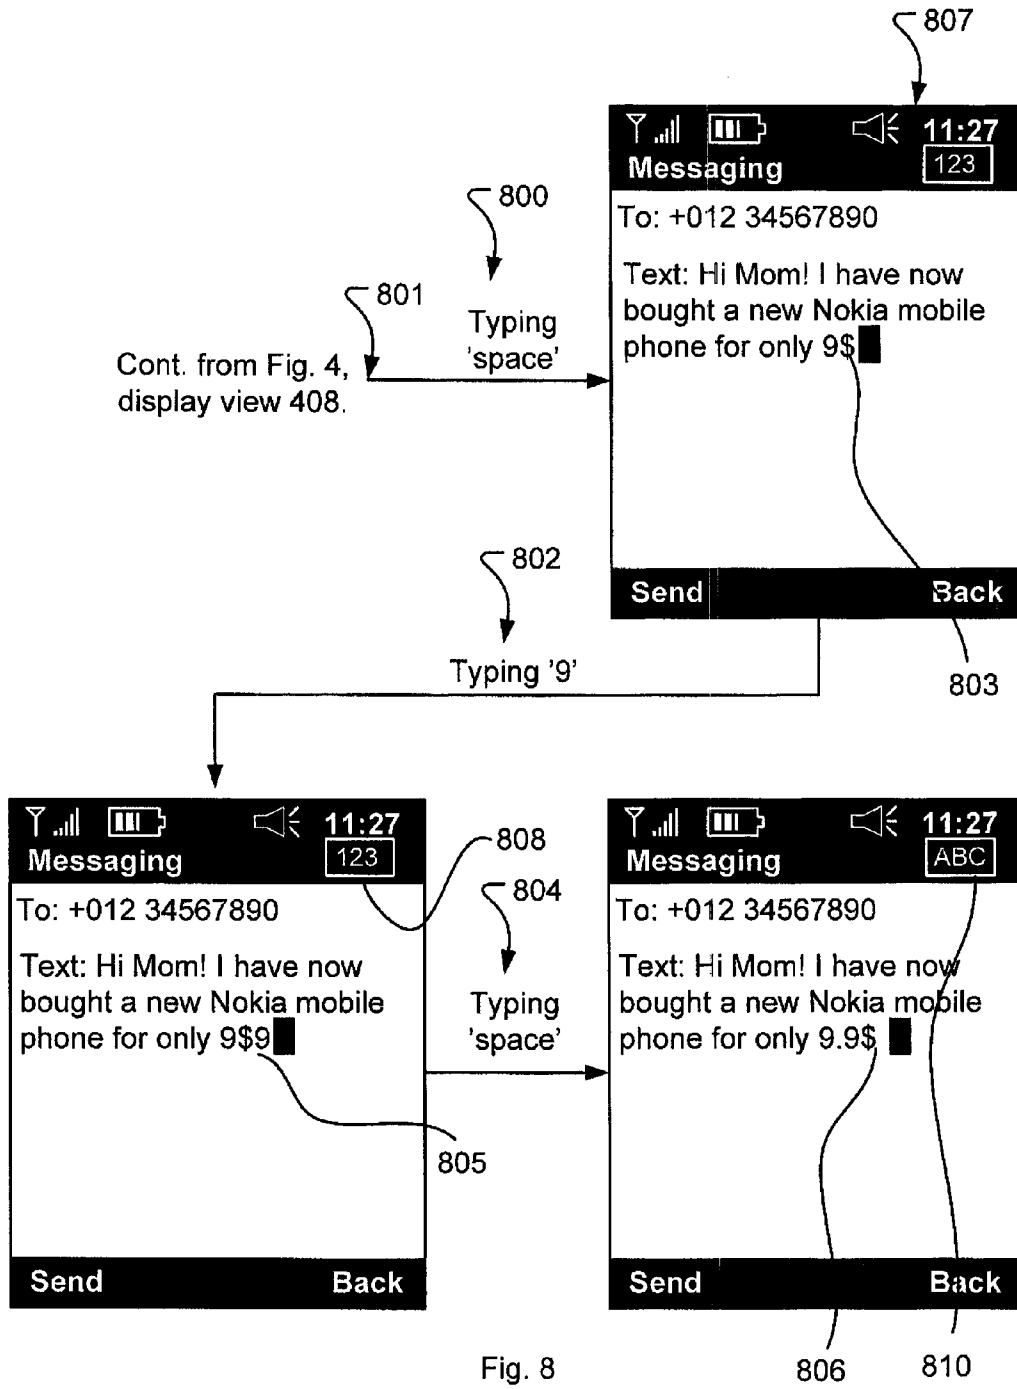 807
11:27
Messaging
123
To: +012 34567890
Text: Hi Mom! I have now
bought a new Nokia mobile
phone for only 9$
Send Back
800
801
Typing
'space'
Cont. from Fig. 4,
display view 408.
802
Typing '9'
803
11:27
Messaging
123
To: +012 34567890
Text: Hi Mom! I have now
bought a new Nokia mobile
phone for only 9$9
Send Back
808
804
Typing
'space'
805
11:27
Messaging
ABC
To: +012 34567890
Text: Hi Mom! I have now
bought a new Nokia mobile
phone for only 9.9$
Send Back
806
810
Fig. 8